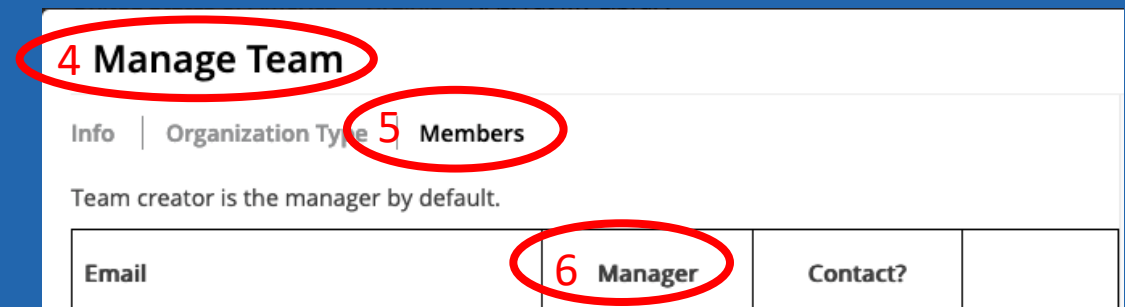 4 Manage Team
Info | Organization Type 5 | Members
Team creator is the manager by default.
Email 6 Manager Contact?